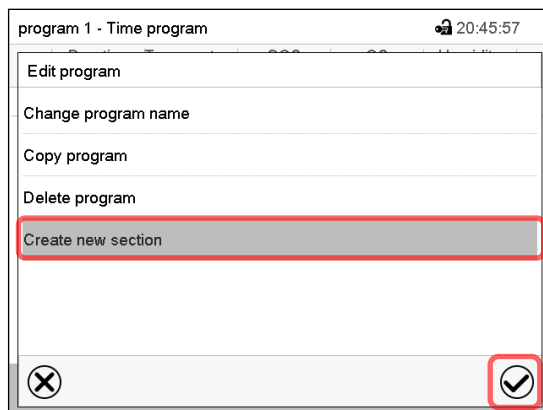 program 1 - Time program 20:45:57
Edit program
Change program name
Copy program
Delete program
Create new section